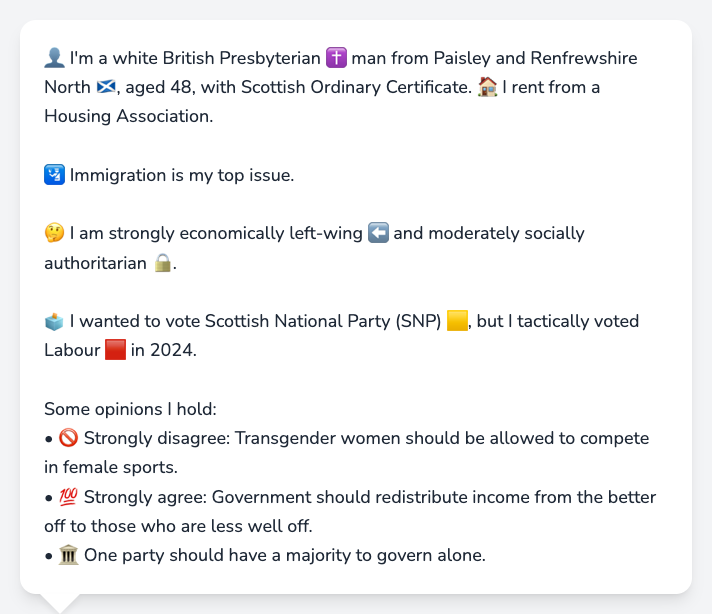 👤 I'm a white British Presbyterian ✝️ man from Paisley and Renfrewshire
North 🏴󠁧󠁢󠁳󠁣󠁴󠁿, aged 48, with Scottish Ordinary Certificate. 🏠 I rent from a
Housing Association.
🛂 Immigration is my top issue.
🤔 I am strongly economically left-wing ⬅️ and moderately socially
authoritarian 🔒.
🗳️ I wanted to vote Scottish National Party (SNP) 🟨, but I tactically voted
Labour 🟥 in 2024.
Some opinions I hold:
• 🚫 Strongly disagree: Transgender women should be allowed to compete
in female sports.
• 💯 Strongly agree: Government should redistribute income from the better
off to those who are less well off.
• 🏛️ One party should have a majority to govern alone.